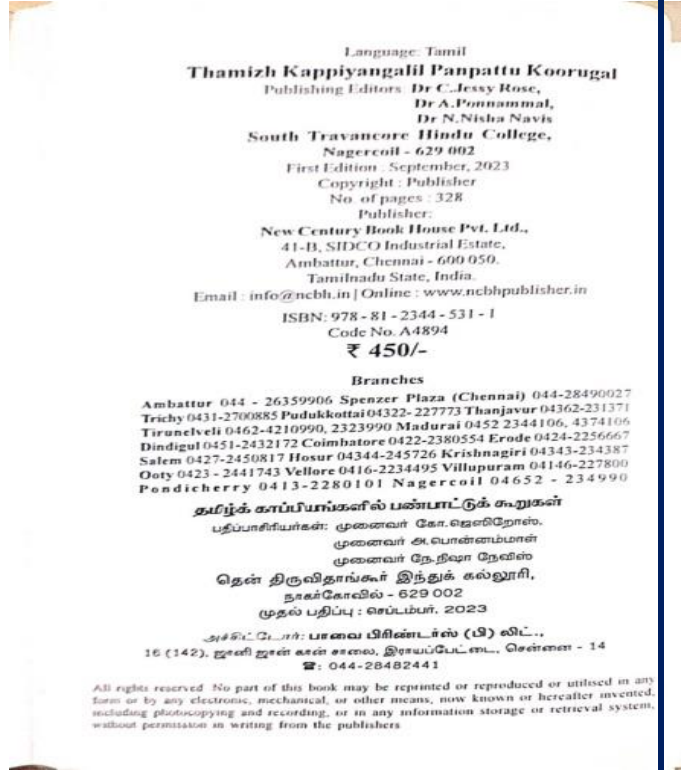 Language: Tamil
Thamizh Kappiyangalil Panpattu Koorugal
Publishing Editors: Dr C.Jessy Rose,
Dr A.Ponnammal,
Dr N.Nisha Navis
South Travancore Hindu College,
Nagercoil - 629 002
First Edition : September, 2023
Copyright : Publisher
No. of pages : 328
Publisher:
New Century Book House Pvt. Ltd.,
41-B, SIDCO Industrial Estate,
Ambattur, Chennai - 600 050.
Tamilnadu State, India.
Email : info@ncbh.in | Online : www.ncbhpublisher.in
ISBN: 978 - 81 - 2344 - 531 - 1
Code No. A4894
₹ 450/-
Branches
Ambattur 044 - 26359906 Spenzer Plaza (Chennai) 044-28490027
Trichy 0431-2700885 Pudukkottai 04322- 227773 Thanjavur 04362-231371
Tirunelveli 0462-4210990, 2323990 Madurai 0452 2344106, 4374106
Dindigul 0451-2432172 Coimbatore 0422-2380554 Erode 0424-2256667
Salem 0427-2450817 Hosur 04344-245726 Krishnagiri 04343-234387
Ooty 0423 - 2441743 Vellore 0416-2234495 Villupuram 04146-227800
Pondicherry 0413-2280101 Nagercoil 04652 - 234990
தமிழ்க் காப்பியங்களில் பண்பாட்டுக் கூறுகள்
பதிப்பாசிரியர்கள்: முனைவர் கோ.ஜெஸிறோஸ்,
முனைவர் அ.பொன்னம்மாள்
முனைவர் நே.நிஷா நேவிஸ்
தென் திருவிதாங்கூர் இந்துக் கல்லூரி,
நாகர்கோவில் - 629 002
முதல் பதிப்பு : செப்டம்பர், 2023
அச்சிட்டோர்: பாவை பிரிண்டர்ஸ் (பி) லிட்.,
16 (142), ஜானி ஜான் கான் சாலை, இராயப்பேட்டை, சென்னை - 14
☎: 044-28482441
All rights reserved. No part of this book may be reprinted or reproduced or utilised in any
form or by any electronic, mechanical, or other means, now known or hereafter invented,
including photocopying and recording, or in any information storage or retrieval system,
without permission in writing from the publishers